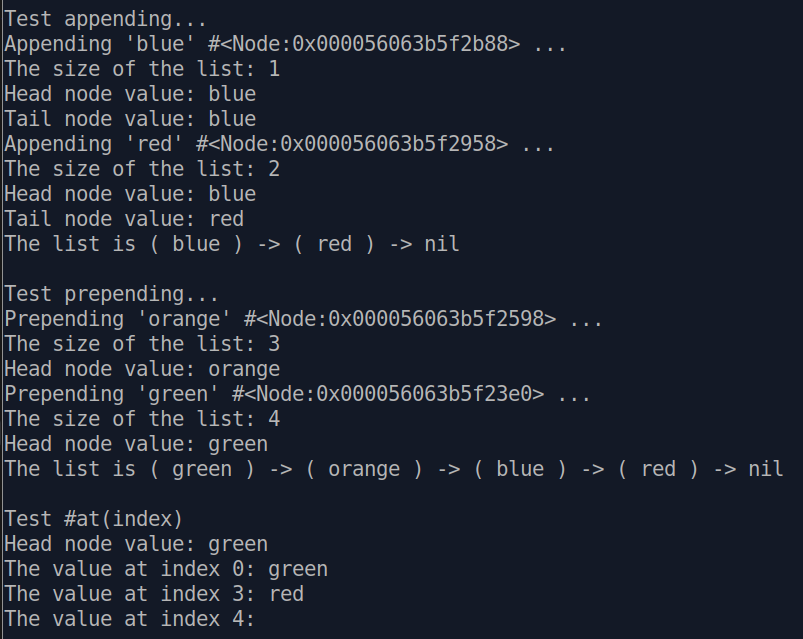 Test appending...
Appending 'blue' #<Node:0x000056063b5f2b88> ...
The size of the list: 1
Head node value: blue
Tail node value: blue
Appending 'red' #<Node:0x000056063b5f2958> ...
The size of the list: 2
Head node value: blue
Tail node value: red
The list is ( blue ) -> ( red ) -> nil

Test prepending...
Prepending 'orange' #<Node:0x000056063b5f2598> ...
The size of the list: 3
Head node value: orange
Prepending 'green' #<Node:0x000056063b5f23e0> ...
The size of the list: 4
Head node value: green
The list is ( green ) -> ( orange ) -> ( blue ) -> ( red ) -> nil

Test #at(index)
Head node value: green
The value at index 0: green
The value at index 3: red
The value at index 4: